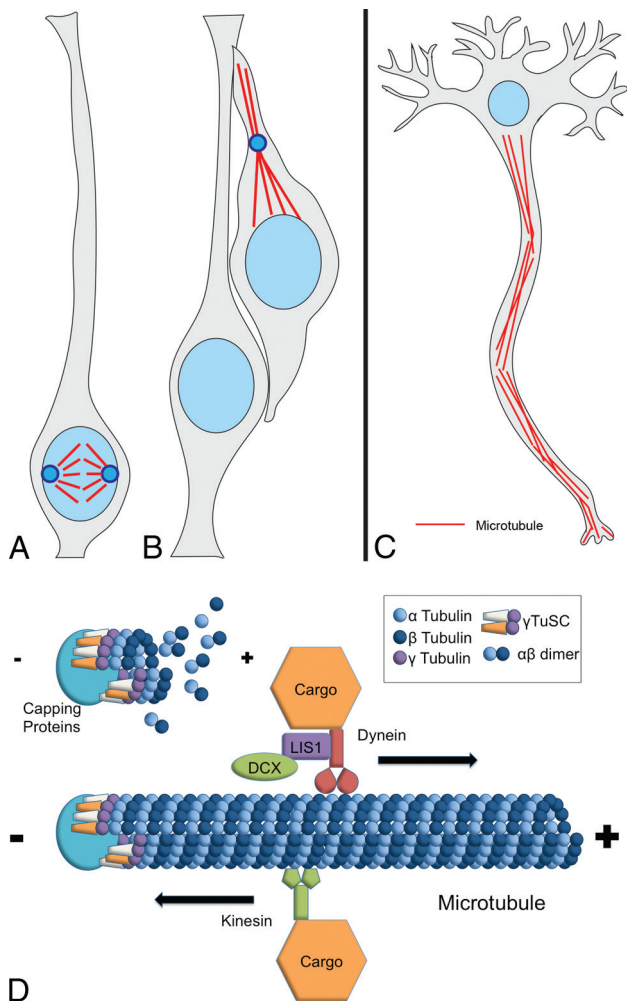 A
B
C
Microtubule
-
+
Capping
Proteins
α Tubulin
β Tubulin
γ Tubulin
γTuSC
αβ dimer
Cargo
LIS1
Dynein
DCX
-
+
Kinesin
Microtubule
Cargo
D